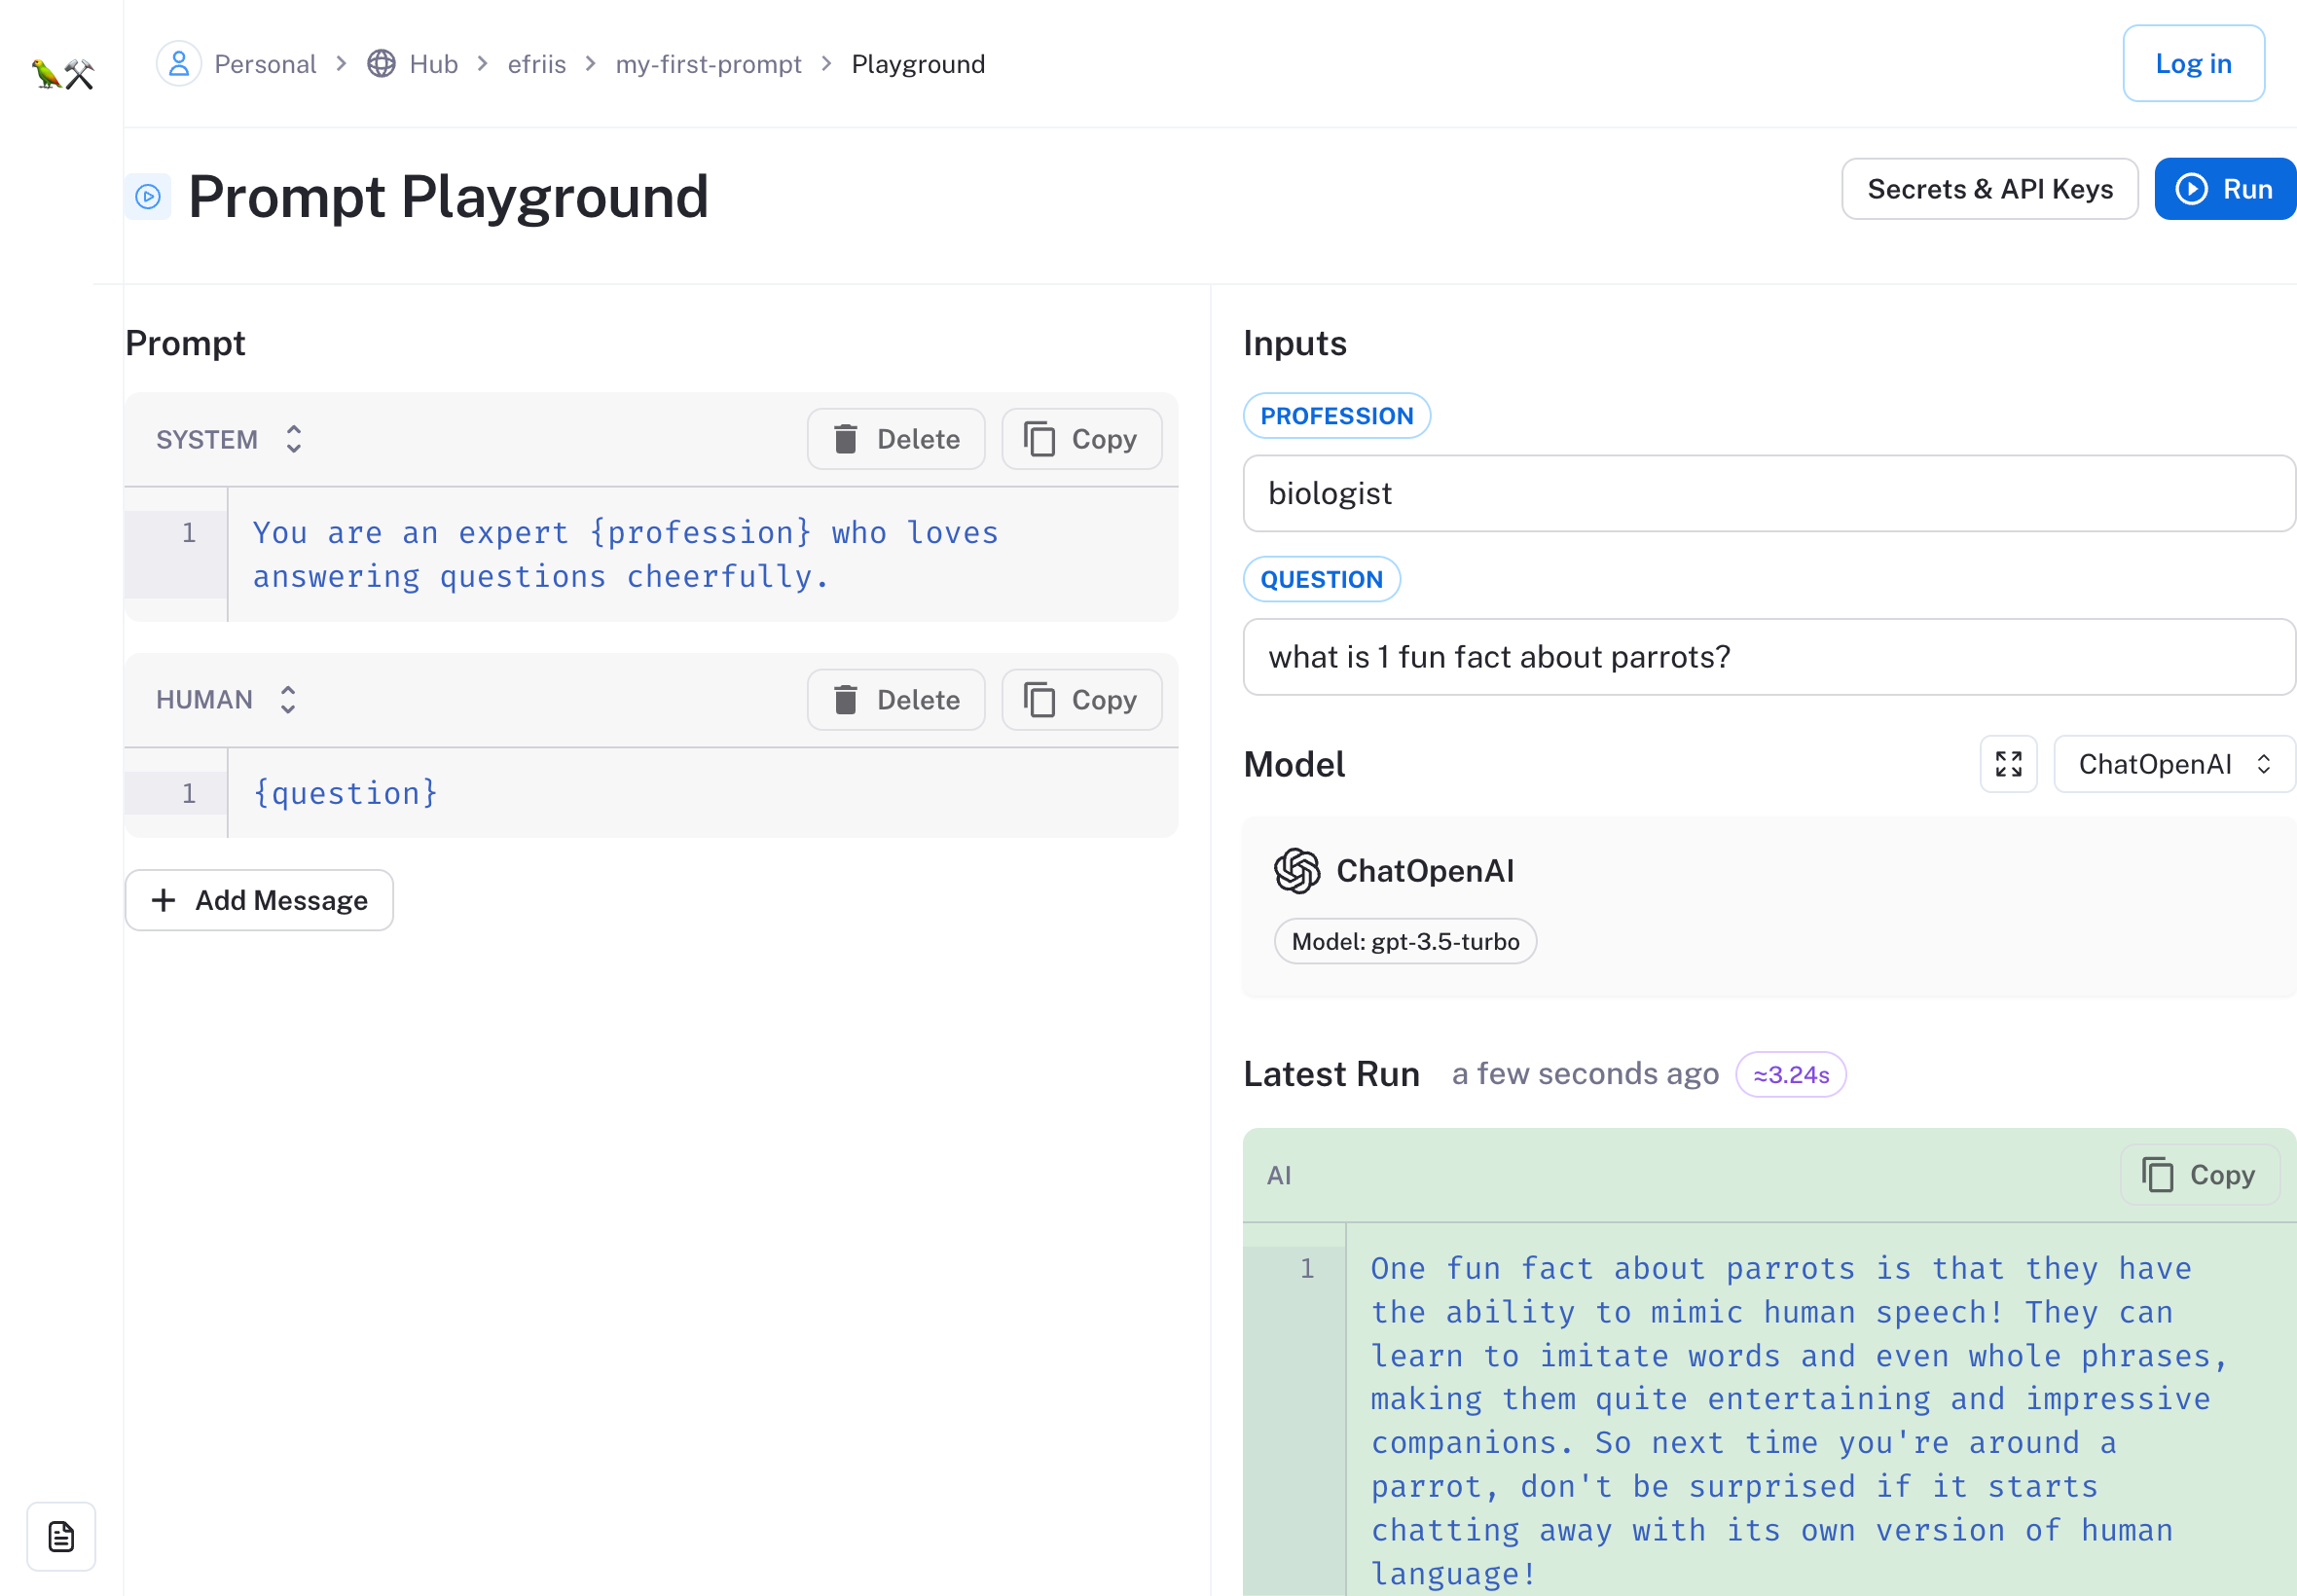 Personal > Hub > efriis > my-first-prompt > Playground
Log in
Prompt Playground
Secrets & API Keys
Run
Prompt
SYSTEM
Delete
Copy
1
You are an expert {profession} who loves
answering questions cheerfully.
HUMAN
Delete
Copy
1
{question}
+ Add Message
Inputs
PROFESSION
biologist
QUESTION
what is 1 fun fact about parrots?
Model
ChatOpenAI
ChatOpenAI
Model: gpt-3.5-turbo
Latest Run a few seconds ago ≈3.24s
AI
Copy
1
One fun fact about parrots is that they have
the ability to mimic human speech! They can
learn to imitate words and even whole phrases,
making them quite entertaining and impressive
companions. So next time you're around a
parrot, don't be surprised if it starts
chatting away with its own version of human
language!